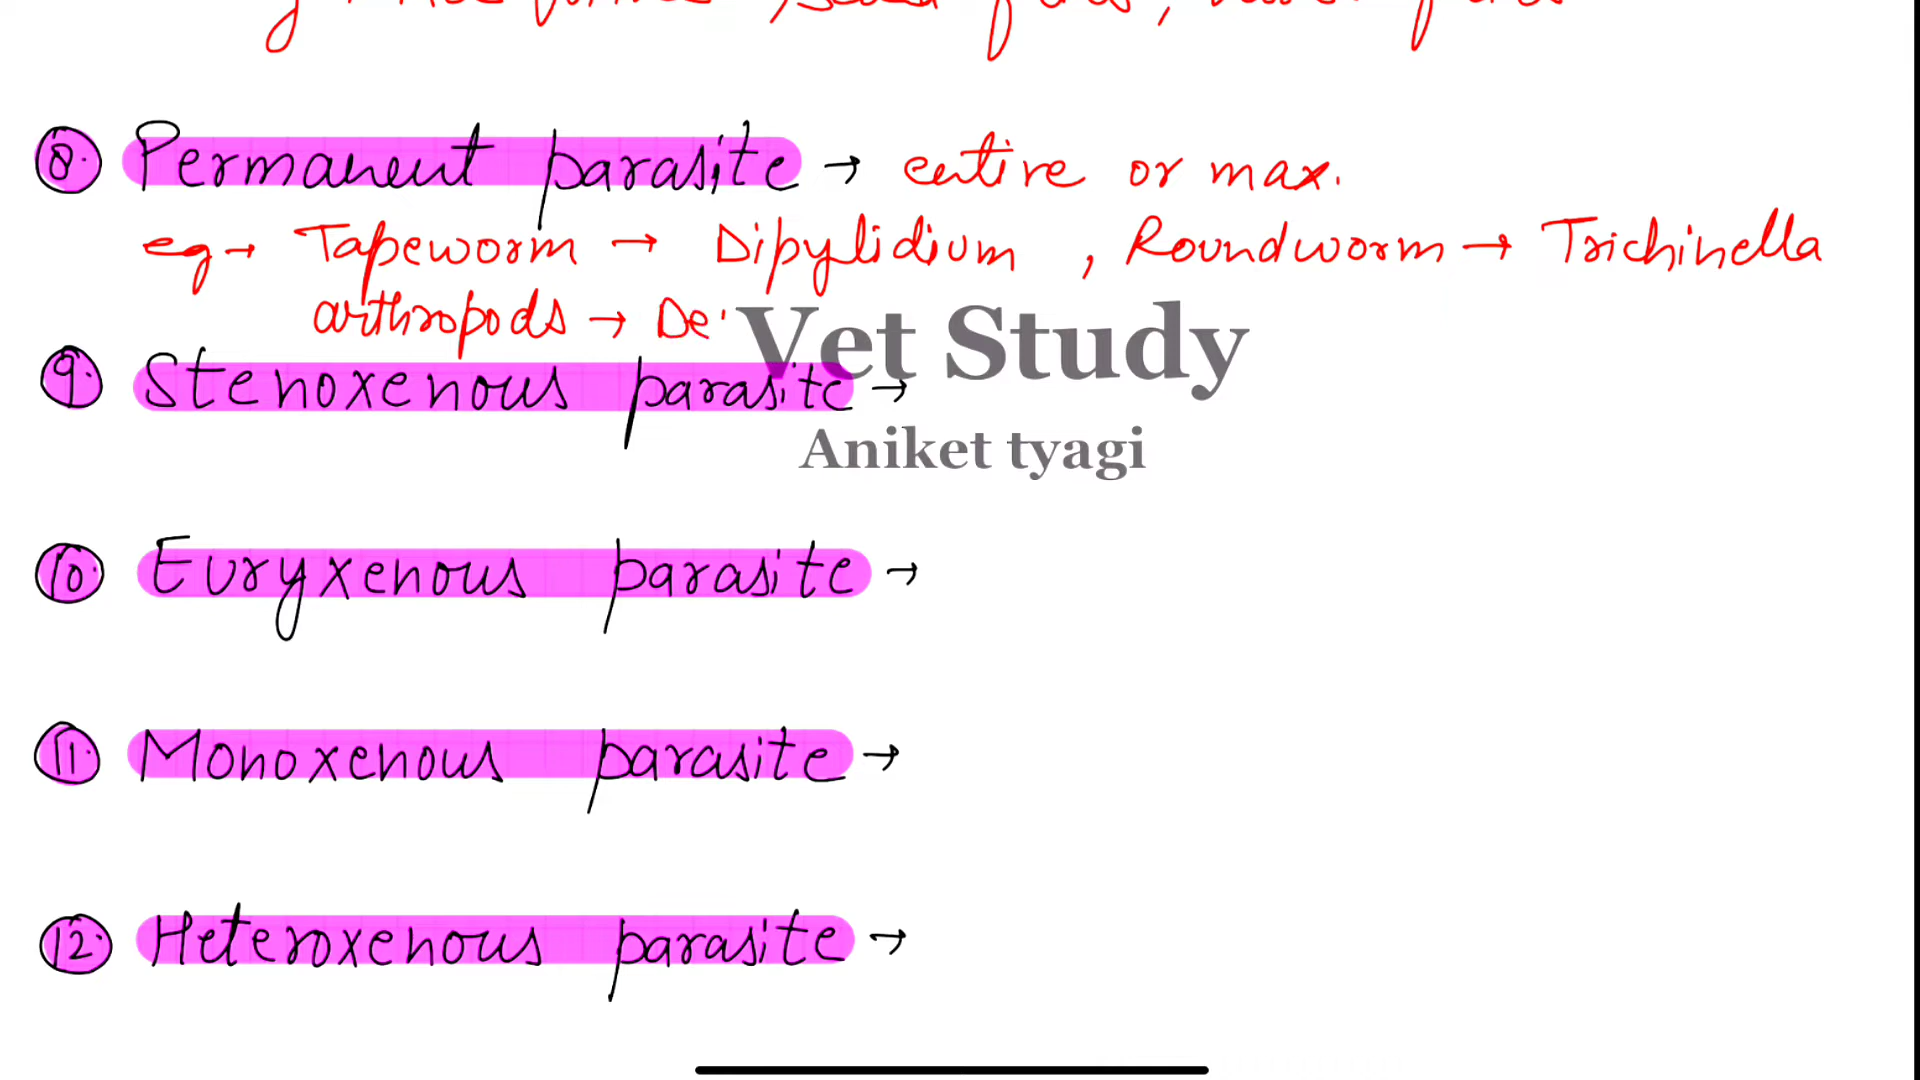 ⑧ Permanent parasite → entire or max.
eg → Tapeworm → Dipylidium , Roundworm → Trichinella
arthropods → De
Vet Study
⑨ Stenoxenous parasite →
Aniket tyagi
⑩ Euryxenous parasite →
⑪ Monoxenous parasite →
⑫ Heteroxenous parasite →